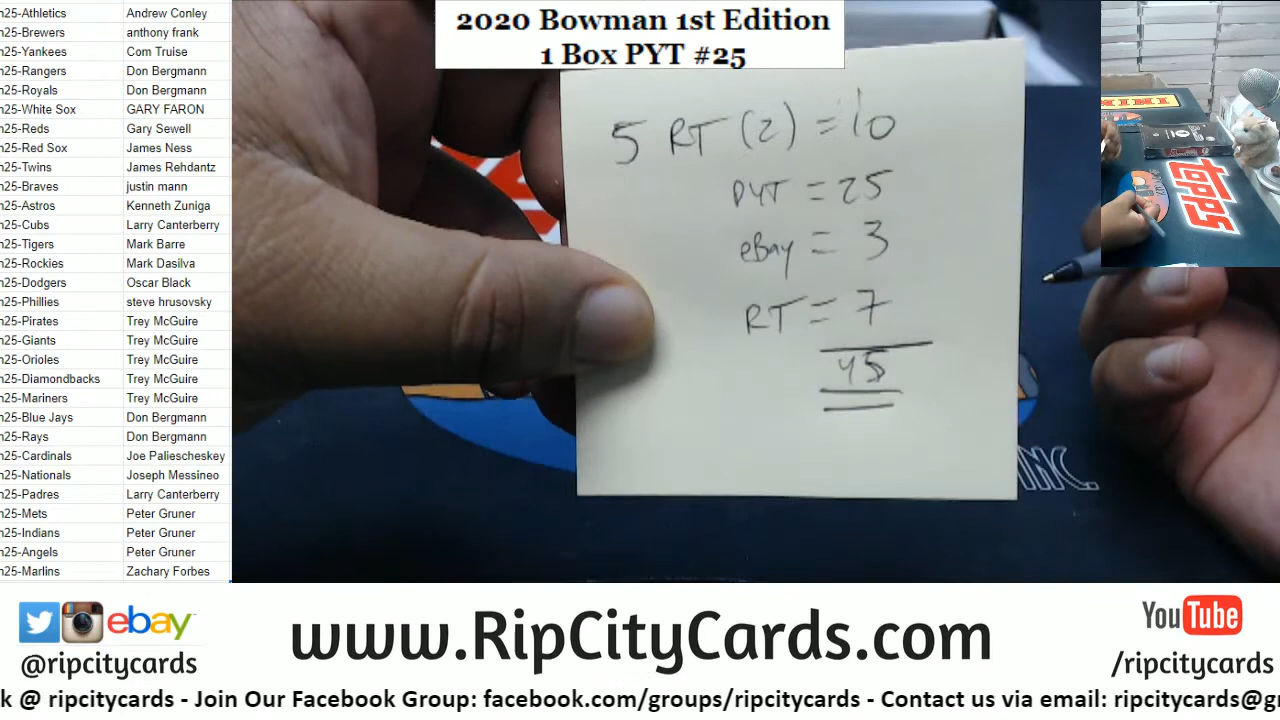 2020 Bowman 1st Edition
1 Box PYT #25
n25-Athletics Andrew Conley
n25-Brewers anthony frank
n25-Yankees Com Truise
n25-Rangers Don Bergmann
n25-Royals Don Bergmann
n25-White Sox GARY FARON
n25-Reds Gary Sewell
n25-Red Sox James Ness
n25-Twins James Rehdantz
n25-Braves justin mann
n25-Astros Kenneth Zuniga
n25-Cubs Larry Canterberry
n25-Tigers Mark Barre
n25-Rockies Mark Dasilva
n25-Dodgers Oscar Black
n25-Phillies steve hrusovsky
n25-Pirates Trey McGuire
n25-Giants Trey McGuire
n25-Orioles Trey McGuire
n25-Diamondbacks Trey McGuire
n25-Mariners Trey McGuire
n25-Blue Jays Don Bergmann
n25-Rays Don Bergmann
n25-Cardinals Joe Paliescheskey
n25-Nationals Joseph Messineo
n25-Padres Larry Canterberry
n25-Mets Peter Gruner
n25-Indians Peter Gruner
n25-Angels Peter Gruner
n25-Marlins Zachary Forbes
5 RT (2) = 10
PYT = 25
eBay = 3
RT = 7
45
INC.
topps
ebay
@ripcitycards
www.RipCityCards.com
YouTube
/ripcitycards
k @ ripcitycards - Join Our Facebook Group: facebook.com/groups/ripcitycards - Contact us via email: ripcitycards@g